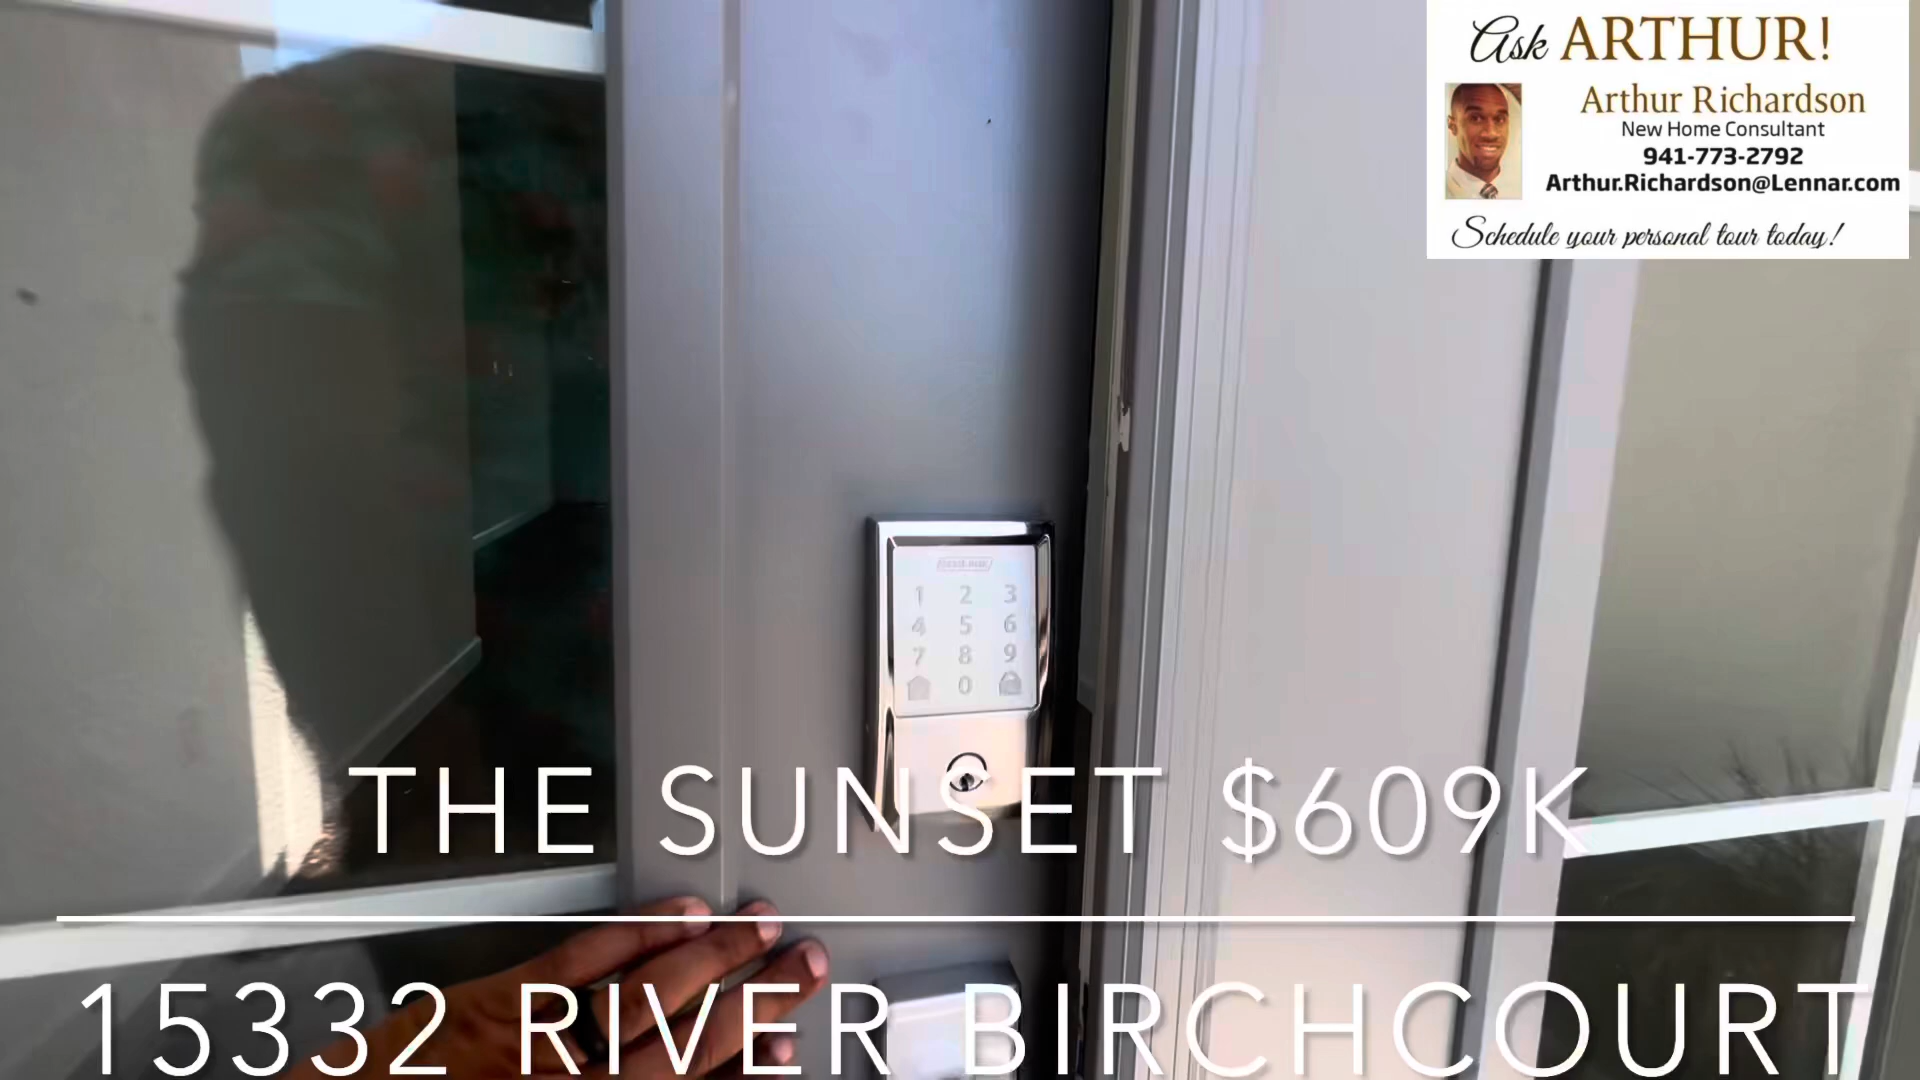 Ask ARTHUR!
Arthur Richardson
New Home Consultant
941-773-2792
Arthur.Richardson@Lennar.com
Schedule your personal tour today!
1 2 3
4 5 6
7 8 9
0
THE SUNSET $609K
15332 RIVER BIRCHCOURT